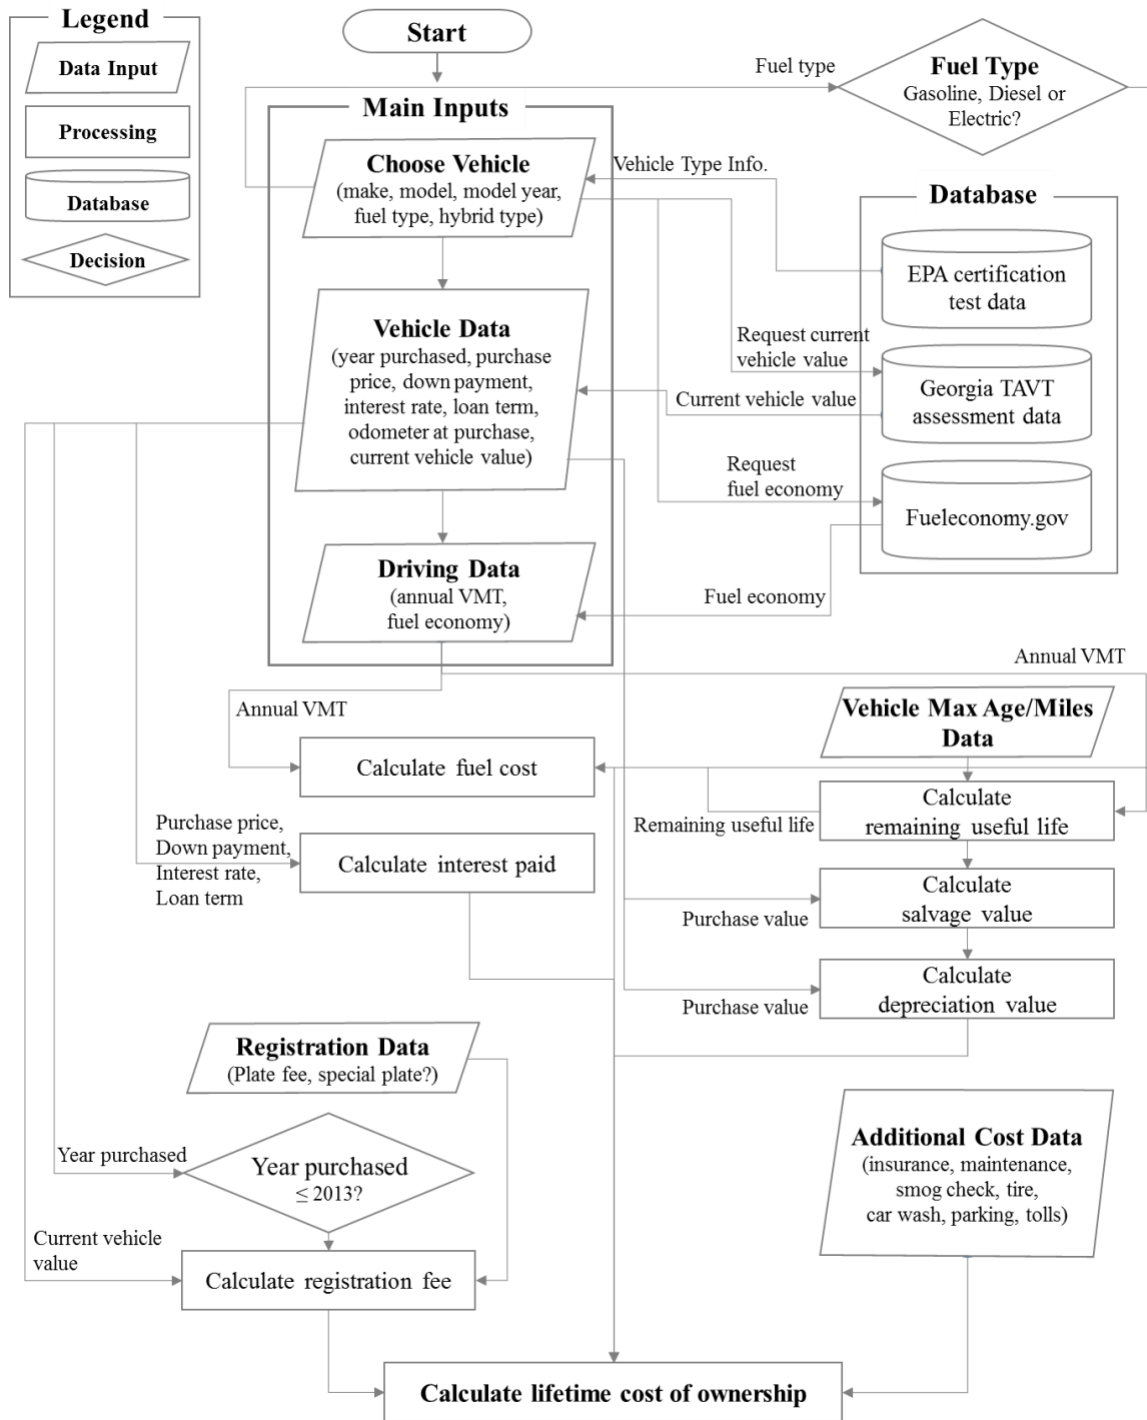 Legend
Data Input
Processing
Database
Decision
Start
Fuel type
Fuel Type
Gasoline, Diesel or
Electric?
Main Inputs
Choose Vehicle
(make, model, model year,
fuel type, hybrid type)
Vehicle Type Info.
Database
EPA certification
test data
Vehicle Data
(year purchased, purchase
price, down payment,
interest rate, loan term,
odometer at purchase,
current vehicle value)
Request current
vehicle value
Current vehicle value
Georgia TAVT
assessment data
Request
fuel economy
Fueleconomy.gov
Driving Data
(annual VMT,
fuel economy)
Fuel economy
Annual VMT
Annual VMT
Vehicle Max Age/Miles
Data
Calculate fuel cost
Remaining useful life
Calculate
remaining useful life
Purchase price,
Down payment,
Interest rate,
Loan term
Calculate interest paid
Purchase value
Calculate
salvage value
Purchase value
Calculate
depreciation value
Registration Data
(Plate fee, special plate?)
Year purchased
Year purchased
≤ 2013?
Additional Cost Data
(insurance, maintenance,
smog check, tire,
car wash, parking, tolls)
Current vehicle
value
Calculate registration fee
Calculate lifetime cost of ownership